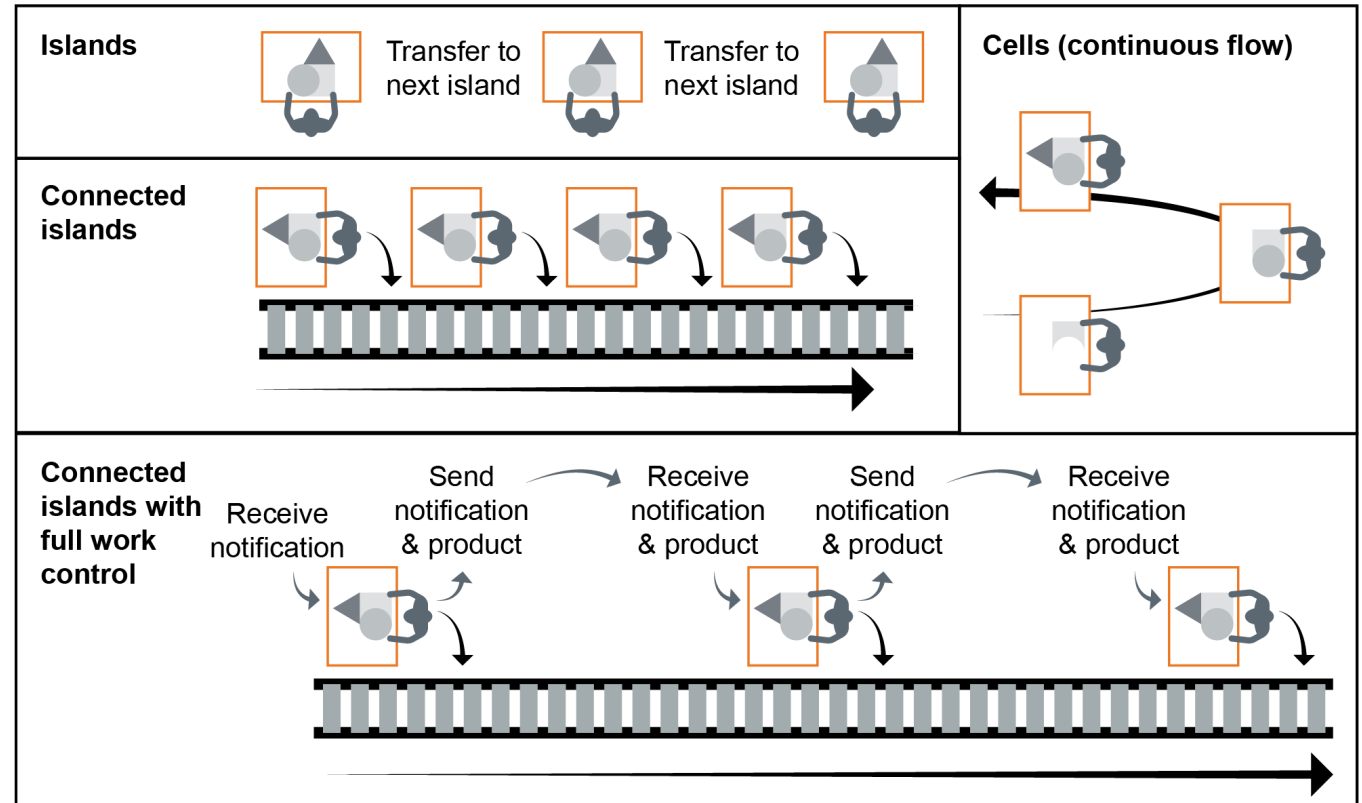 Islands
Transfer to
next island
Transfer to
next island
Cells (continuous flow)
Connected
islands
Connected
islands with
full work
control
Receive
notification
Send
notification
& product
Receive
notification
& product
Send
notification
& product
Receive
notification
& product